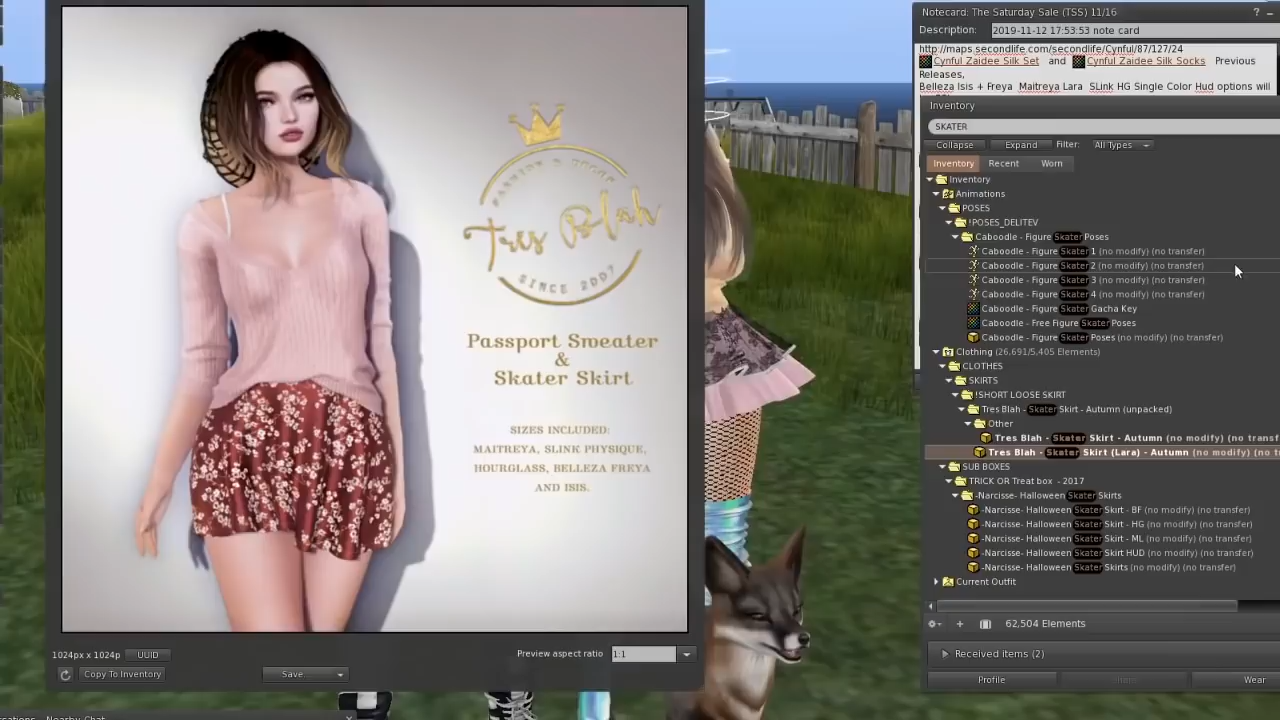 FASHION & DECOR
Tres Blah
SINCE 2007
Passport Sweater
&
Skater Skirt
SIZES INCLUDED:
MAITREYA, SLINK PHYSIQUE,
HOURGLASS, BELLEZA FREYA
AND ISIS.
1024px x 1024p
UUID
Preview aspect ratio
1:1
Copy To Inventory
Save.
Nearby Chat
Notecard: The Saturday Sale (TSS) 11/16
? _
Description:
2019-11-12 17:53:53 note card
http://maps.secondlife.com/secondlife/Cynful/87/127/24
Cynful Zaidee Silk Set and Cynful Zaidee Silk Socks Previous
Releases,
Belleza Isis + Freya Maitreya Lara SLink HG Single Color Hud options will
Inventory
SKATER
Collapse Expand Filter: All Types
Inventory Recent Worn
Inventory
Animations
POSES
!POSES_DELITEV
Caboodle - Figure Skater Poses
Caboodle - Figure Skater 1 (no modify) (no transfer)
Caboodle - Figure Skater 2 (no modify) (no transfer)
Caboodle - Figure Skater 3 (no modify) (no transfer)
Caboodle - Figure Skater 4 (no modify) (no transfer)
Caboodle - Figure Skater Gacha Key
Caboodle - Free Figure Skater Poses
Caboodle - Figure Skater Poses (no modify) (no transfer)
Clothing (26,691/5,405 Elements)
CLOTHES
SKIRTS
!SHORT LOOSE SKIRT
Tres Blah - Skater Skirt - Autumn (unpacked)
Other
Tres Blah - Skater Skirt - Autumn (no modify) (no transf
Tres Blah - Skater Skirt (Lara) - Autumn (no modify) (no t
SUB BOXES
TRICK OR Treat box - 2017
-Narcisse- Halloween Skater Skirts
-Narcisse- Halloween Skater Skirt - BF (no modify) (no transfer)
-Narcisse- Halloween Skater Skirt - HG (no modify) (no transfer)
-Narcisse- Halloween Skater Skirt - ML (no modify) (no transfer)
-Narcisse- Halloween Skater Skirt HUD (no modify) (no transfer)
-Narcisse- Halloween Skater Skirts (no modify) (no transfer)
Current Outfit
62,504 Elements
Received Items (2)
Profile Share Wear